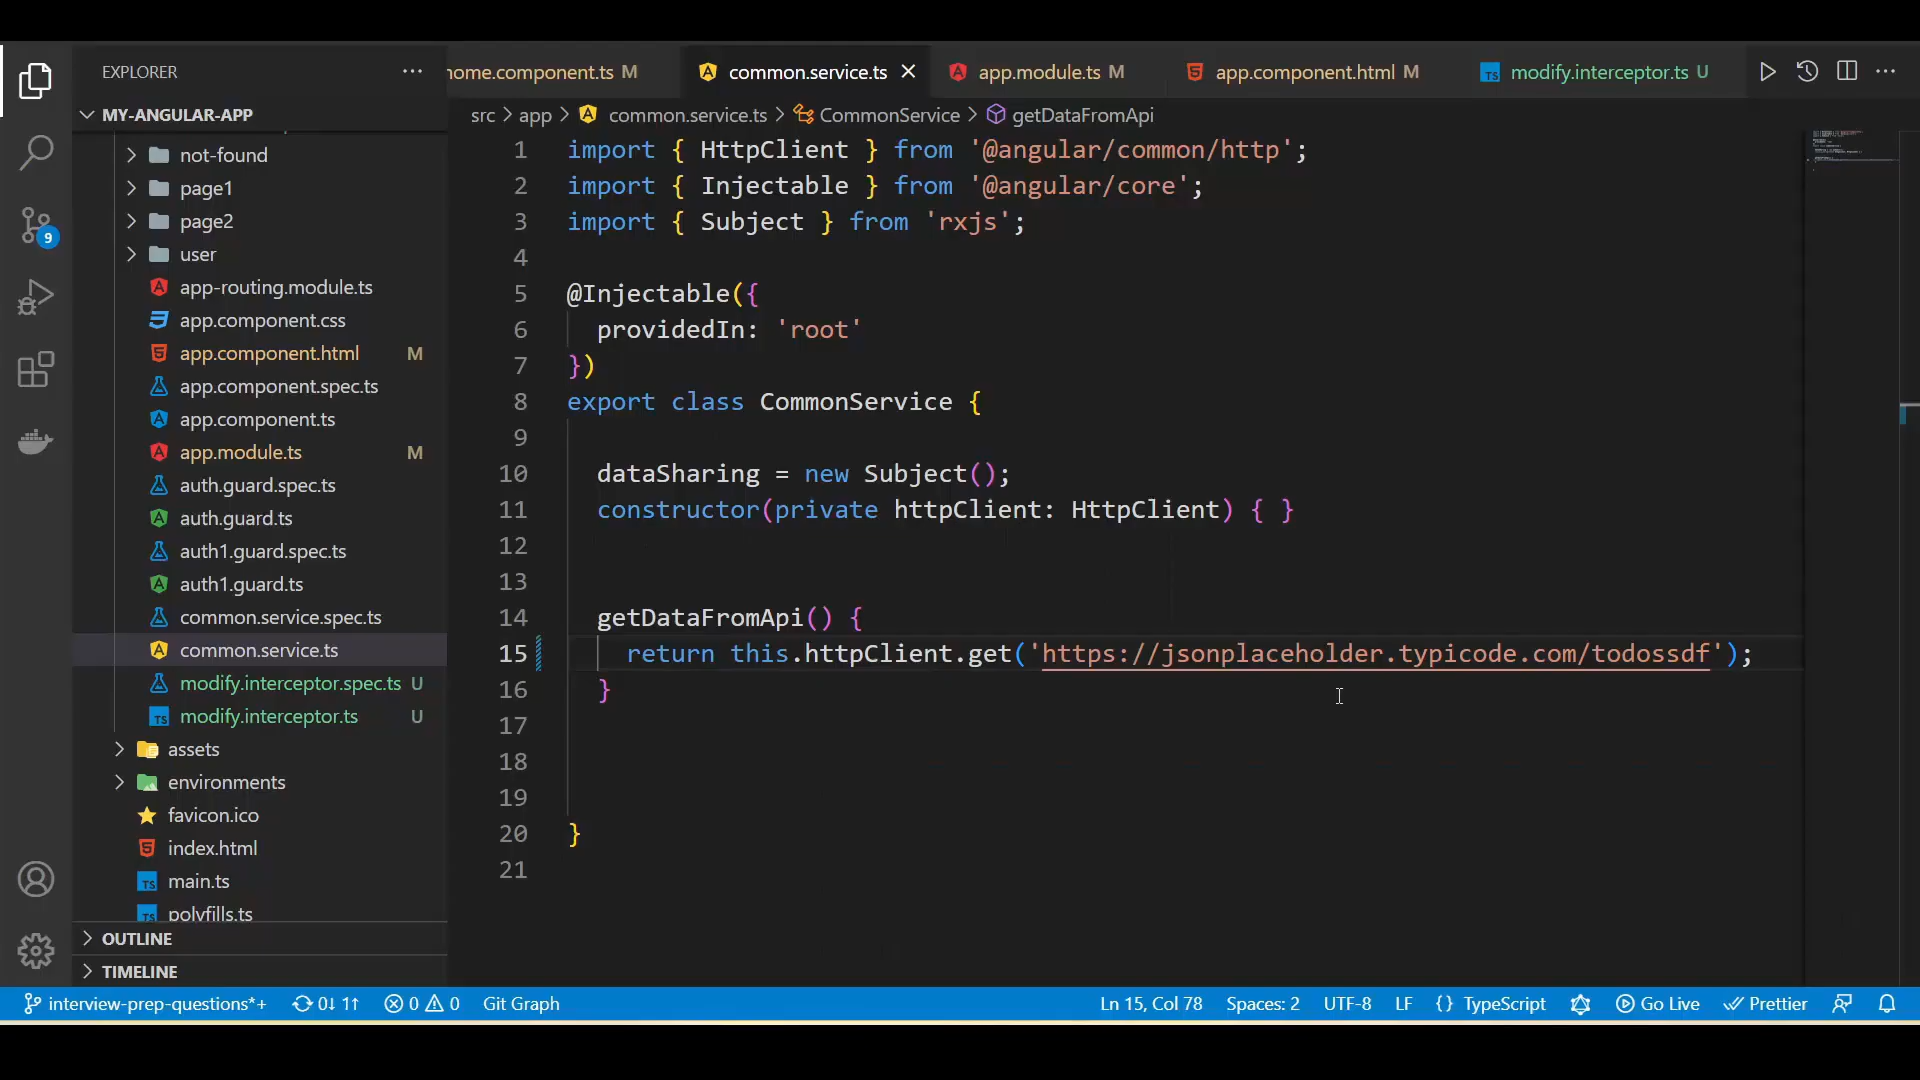 EXPLORER
MY-ANGULAR-APP
not-found
page1
page2
user
app-routing.module.ts
app.component.css
app.component.html M
app.component.spec.ts
app.component.ts
app.module.ts M
auth.guard.spec.ts
auth.guard.ts
auth1.guard.spec.ts
auth1.guard.ts
common.service.spec.ts
common.service.ts
modify.interceptor.spec.ts U
modify.interceptor.ts U
assets
environments
favicon.ico
index.html
main.ts
polyfills.ts
OUTLINE
TIMELINE
9
home.component.ts M
common.service.ts
app.module.ts M
app.component.html M
modify.interceptor.ts U
src > app > common.service.ts > CommonService > getDataFromApi
1 import { HttpClient } from '@angular/common/http';
2 import { Injectable } from '@angular/core';
3 import { Subject } from 'rxjs';
4
5 @Injectable({
6 providedIn: 'root'
7 })
8 export class CommonService {
9
10 dataSharing = new Subject();
11 constructor(private httpClient: HttpClient) { }
12
13
14 getDataFromApi() {
15 return this.httpClient.get('https://jsonplaceholder.typicode.com/todossdf');
16 }
17
18
19
20 }
21
interview-prep-questions*+ 0↓ 1↑ 0 0 Git Graph Ln 15, Col 78 Spaces: 2 UTF-8 LF {} TypeScript Go Live Prettier